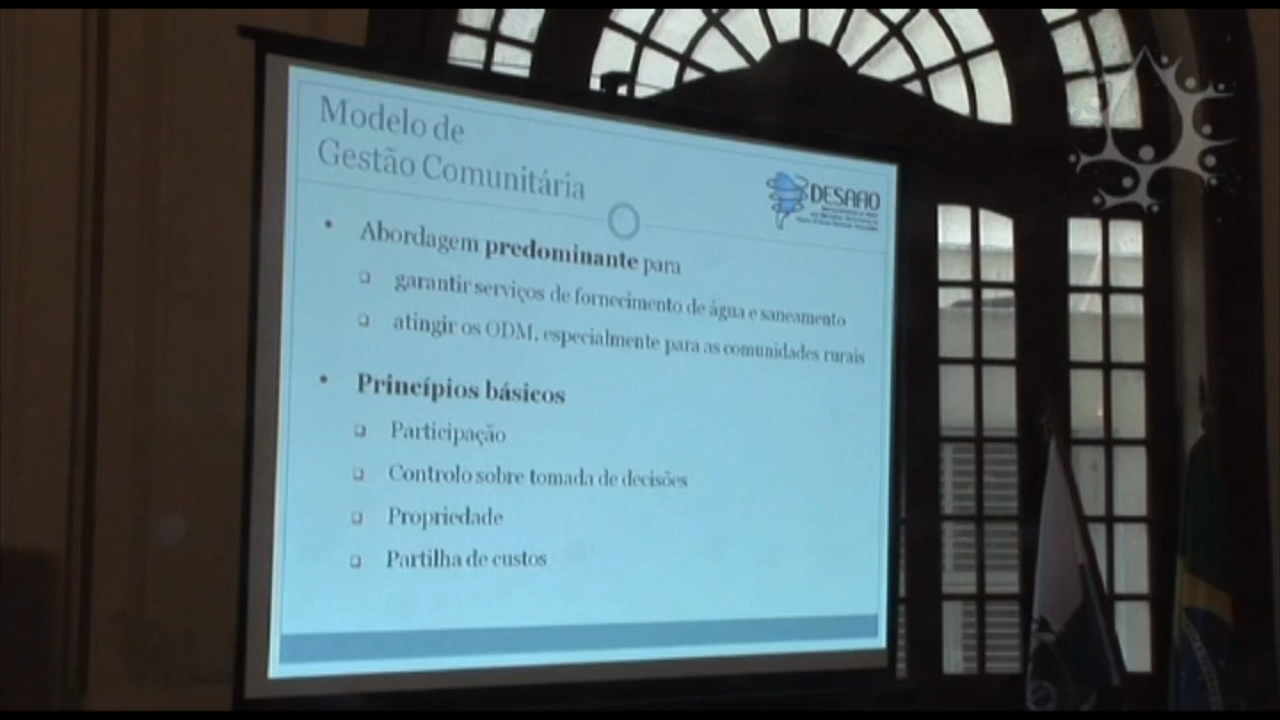 Modelo de
Gestão Comunitária
DESAFIO
• Abordagem predominante para
❏ garantir serviços de fornecimento de água e saneamento
❏ atingir os ODM, especialmente para as comunidades rurais
• Princípios básicos
❏ Participação
❏ Controlo sobre tomada de decisões
❏ Propriedade
❏ Partilha de custos